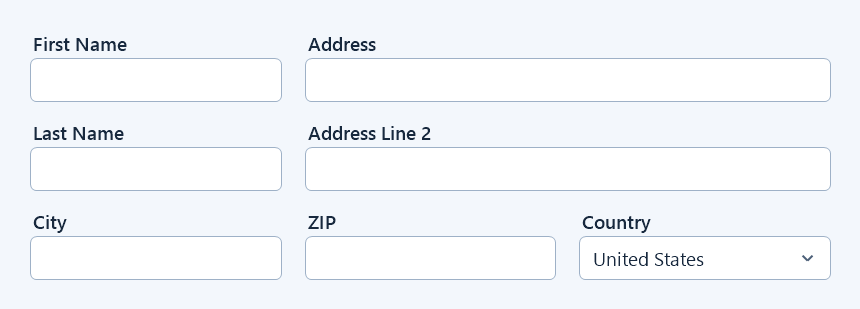 First Name
Address
Last Name
Address Line 2
City
ZIP
Country
United States